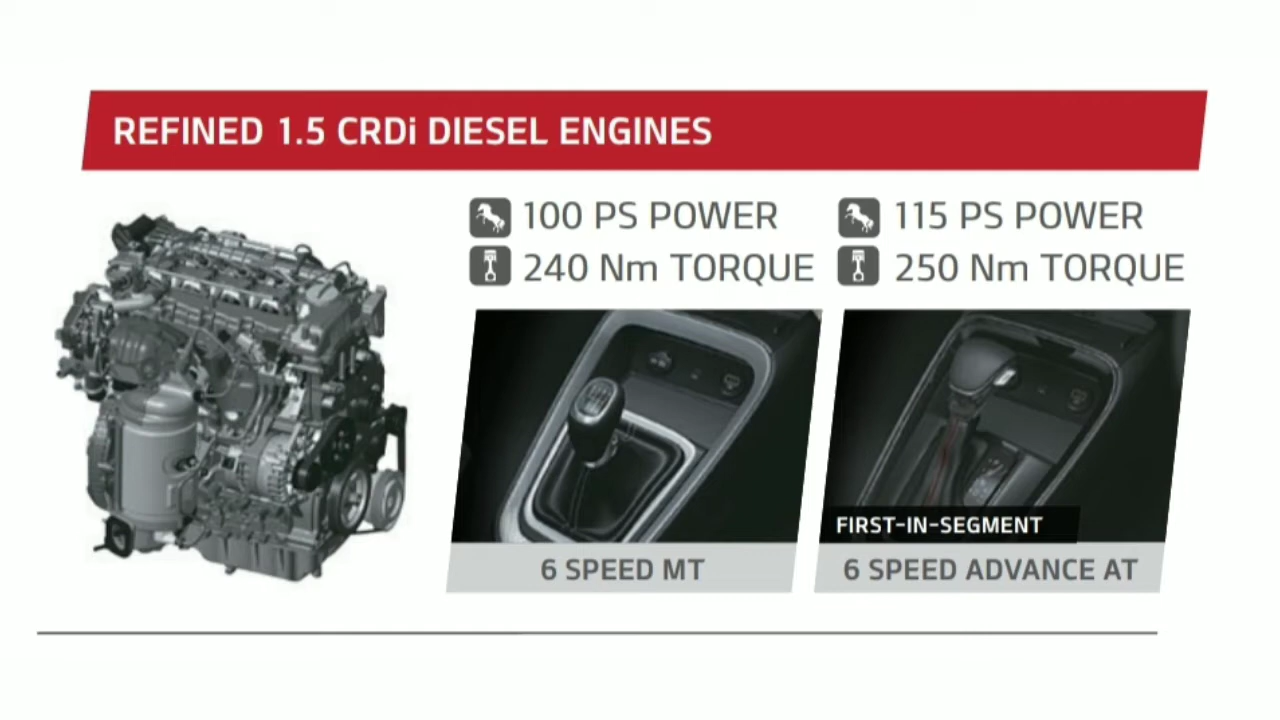 REFINED 1.5 CRDi DIESEL ENGINES
100 PS POWER
240 Nm TORQUE
115 PS POWER
250 Nm TORQUE
FIRST-IN-SEGMENT
6 SPEED MT
6 SPEED ADVANCE AT